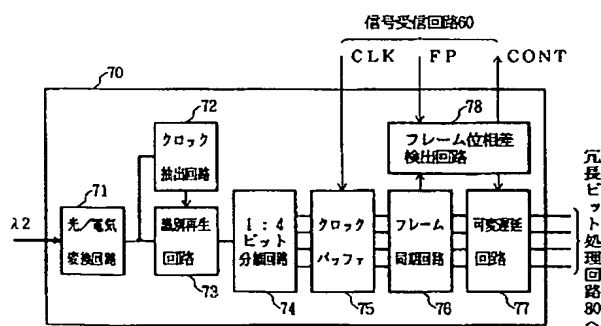 信号受信回路60
CLK
FP
CONT
70
72
クロック
抽出回路
78
フレーム位相差
検出回路
λ2
71
光/電気
変換回路
識別再生
回路
73
1:4
ビット
分離回路
74
クロック
バッファ
75
フレーム
同期回路
76
可変遅延
回路
77
冗長ビット処理回路80へ